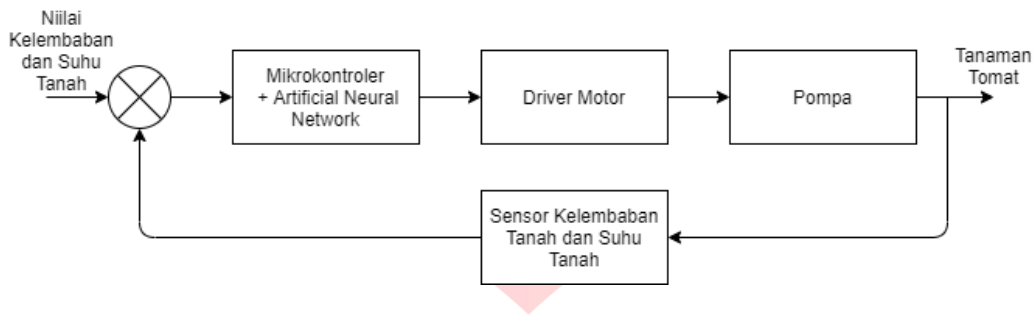 Niilai
Kelembaban
dan Suhu
Tanah
Mikrokontroler
+ Artificial Neural
Network
Driver Motor
Pompa
Tanaman
Tomat
Sensor Kelembaban
Tanah dan Suhu
Tanah